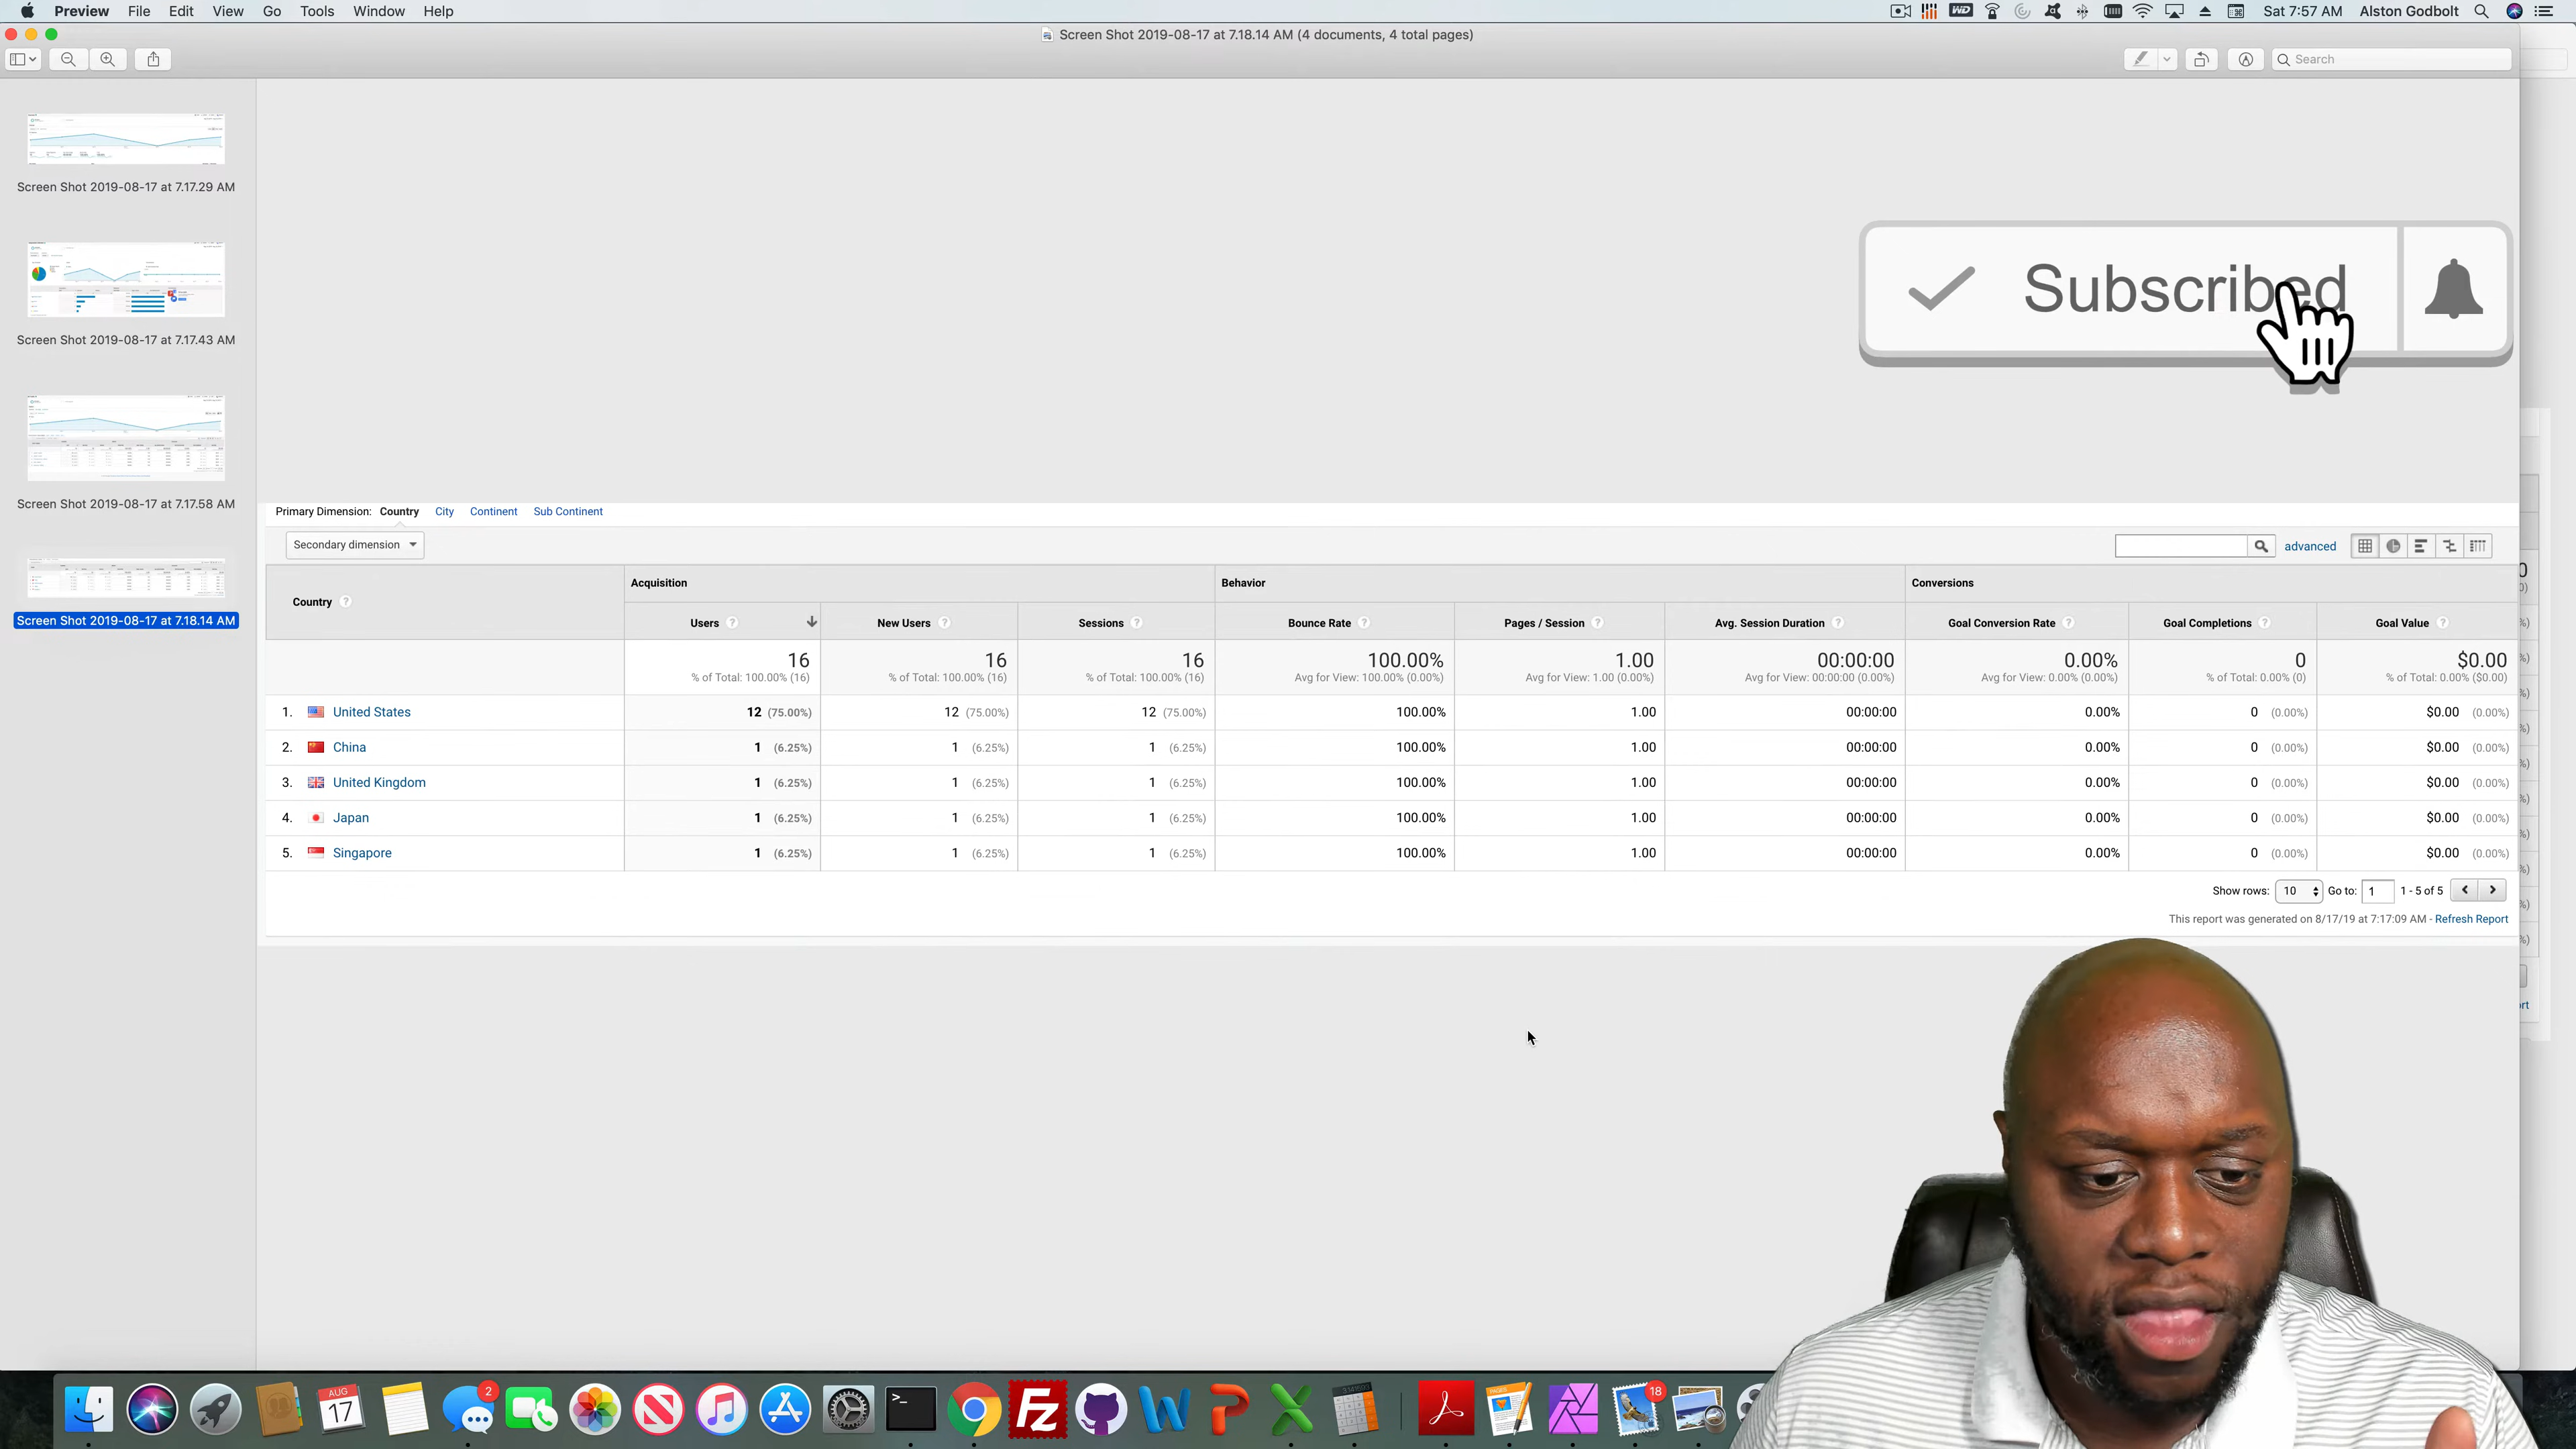 Preview File Edit View Go Tools Window Help
WD Sat 7:57 AM Alston Godbolt
Screen Shot 2019-08-17 at 7.18.14 AM (4 documents, 4 total pages)
Search
Screen Shot 2019-08-17 at 7.17.29 AM
Screen Shot 2019-08-17 at 7.17.43 AM
Screen Shot 2019-08-17 at 7.17.58 AM
Screen Shot 2019-08-17 at 7.18.14 AM
Subscribed
Primary Dimension: Country City Continent Sub Continent
Secondary dimension
advanced
Country ? Acquisition Behavior Conversions
Users ? New Users ? Sessions ? Bounce Rate ? Pages / Session ? Avg. Session Duration ? Goal Conversion Rate ? Goal Completions ? Goal Value ?
16 16 16 100.00% 1.00 00:00:00 0.00% 0 $0.00
% of Total: 100.00% (16) % of Total: 100.00% (16) % of Total: 100.00% (16) Avg for View: 100.00% (0.00%) Avg for View: 1.00 (0.00%) Avg for View: 00:00:00 (0.00%) Avg for View: 0.00% (0.00%) % of Total: 0.00% (0) % of Total: 0.00% ($0.00)
1. United States 12 (75.00%) 12 (75.00%) 12 (75.00%) 100.00% 1.00 00:00:00 0.00% 0 (0.00%) $0.00 (0.00%)
2. China 1 (6.25%) 1 (6.25%) 1 (6.25%) 100.00% 1.00 00:00:00 0.00% 0 (0.00%) $0.00 (0.00%)
3. United Kingdom 1 (6.25%) 1 (6.25%) 1 (6.25%) 100.00% 1.00 00:00:00 0.00% 0 (0.00%) $0.00 (0.00%)
4. Japan 1 (6.25%) 1 (6.25%) 1 (6.25%) 100.00% 1.00 00:00:00 0.00% 0 (0.00%) $0.00 (0.00%)
5. Singapore 1 (6.25%) 1 (6.25%) 1 (6.25%) 100.00% 1.00 00:00:00 0.00% 0 (0.00%) $0.00 (0.00%)
Show rows: 10 Go to: 1 1 - 5 of 5
This report was generated on 8/17/19 at 7:17:09 AM - Refresh Report
AUG
17
2
18
Fz
PAGES